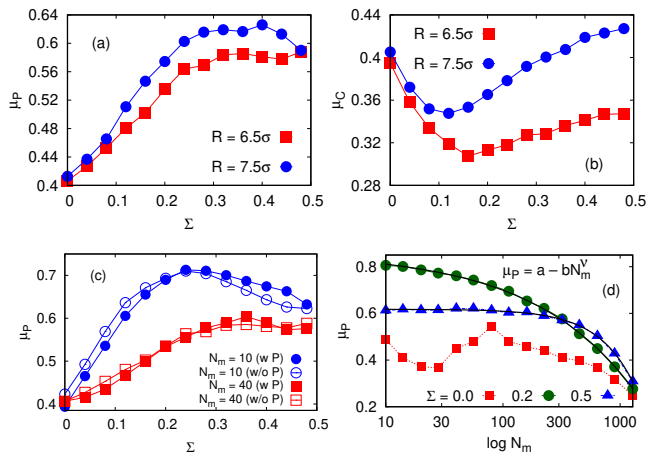 (a)
0.64
0.6
0.56
0.52
0.48
0.44
0.4
μP
R = 6.5σ
R = 7.5σ
0 0.1 0.2 0.3 0.4 0.5
Σ
0.44
0.4
0.36
0.32
0.28
μC
R = 6.5σ
R = 7.5σ
(b)
0 0.1 0.2 0.3 0.4 0.5
Σ
(c)
0.7
0.6
0.5
0.4
μP
Nm = 10 (w P)
Nm = 10 (w/o P)
Nm = 40 (w P)
Nm = 40 (w/o P)
0 0.1 0.2 0.3 0.4 0.5
Σ
μP = a − bNm^ν
(d)
0.8
0.6
0.4
0.2
μP
Σ = 0.0 0.2 0.5
10 30 100 300 1000
log Nm